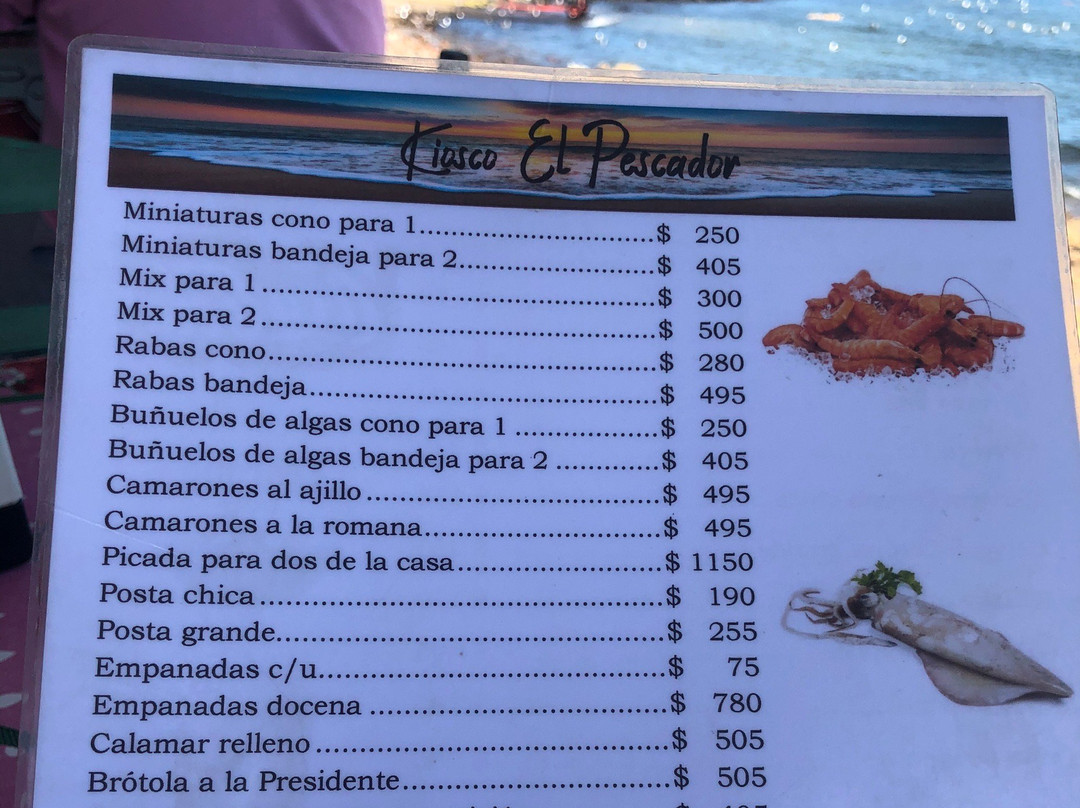 Kiosco El Pescador
Miniaturas cono para 1..............................$ 250
Miniaturas bandeja para 2.........................$ 405
Mix para 1 ..................................................$ 300
Mix para 2 ..................................................$ 500
Rabas cono.................................................$ 280
Rabas bandeja............................................$ 495
Buñuelos de algas cono para 1 ..................$ 250
Buñuelos de algas bandeja para 2 .............$ 405
Camarones al ajillo .....................................$ 495
Camarones a la romana..............................$ 495
Picada para dos de la casa..........................$ 1150
Posta chica ..................................................$ 190
Posta grande................................................$ 255
Empanadas c/u...........................................$ 75
Empanadas docena .....................................$ 780
Calamar relleno ...........................................$ 505
Brótola a la Presidente.................................$ 505